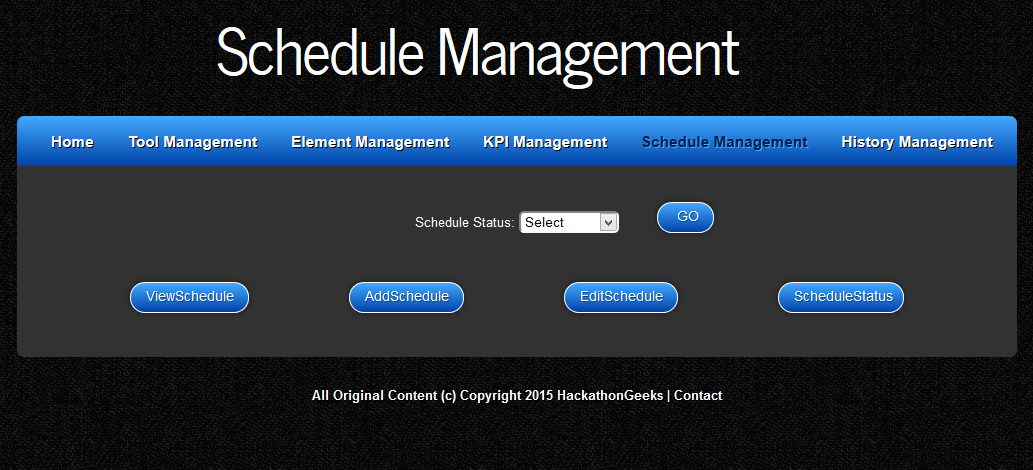 Schedule Management
Home Tool Management Element Management KPI Management Schedule Management History Management
Schedule Status: Select GO
ViewSchedule AddSchedule EditSchedule ScheduleStatus
All Original Content (c) Copyright 2015 HackathonGeeks | Contact